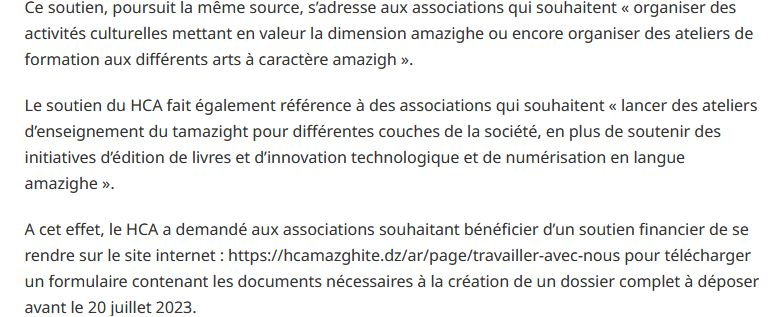 Ce soutien, poursuit la même source, s’adresse aux associations qui souhaitent « organiser des
activités culturelles mettant en valeur la dimension amazighe ou encore organiser des ateliers de
formation aux différents arts à caractère amazigh ».
Le soutien du HCA fait également référence à des associations qui souhaitent « lancer des ateliers
d’enseignement du tamazight pour différentes couches de la société, en plus de soutenir des
initiatives d’édition de livres et d’innovation technologique et de numérisation en langue
amazighe ».
A cet effet, le HCA a demandé aux associations souhaitant bénéficier d’un soutien financier de se
rendre sur le site internet : https://hcamazghite.dz/ar/page/travailler-avec-nous pour télécharger
un formulaire contenant les documents nécessaires à la création de un dossier complet à déposer
avant le 20 juillet 2023.